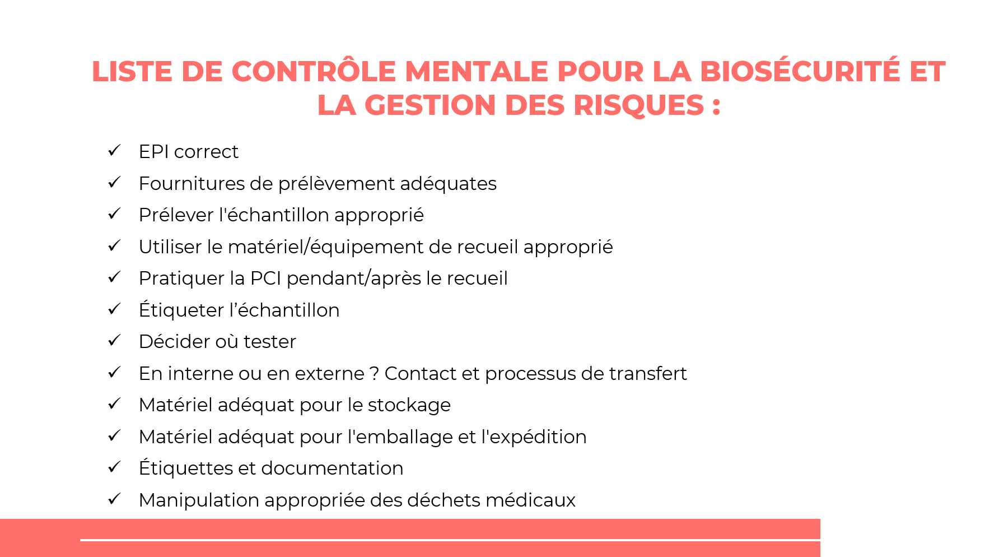 LISTE DE CONTRÔLE MENTALE POUR LA BIOSÉCURITÉ ET
LA GESTION DES RISQUES :
✓ EPI correct
✓ Fournitures de prélèvement adéquates
✓ Prélever l'échantillon approprié
✓ Utiliser le matériel/équipement de recueil approprié
✓ Pratiquer la PCI pendant/après le recueil
✓ Étiqueter l’échantillon
✓ Décider où tester
✓ En interne ou en externe ? Contact et processus de transfert
✓ Matériel adéquat pour le stockage
✓ Matériel adéquat pour l'emballage et l'expédition
✓ Étiquettes et documentation
✓ Manipulation appropriée des déchets médicaux